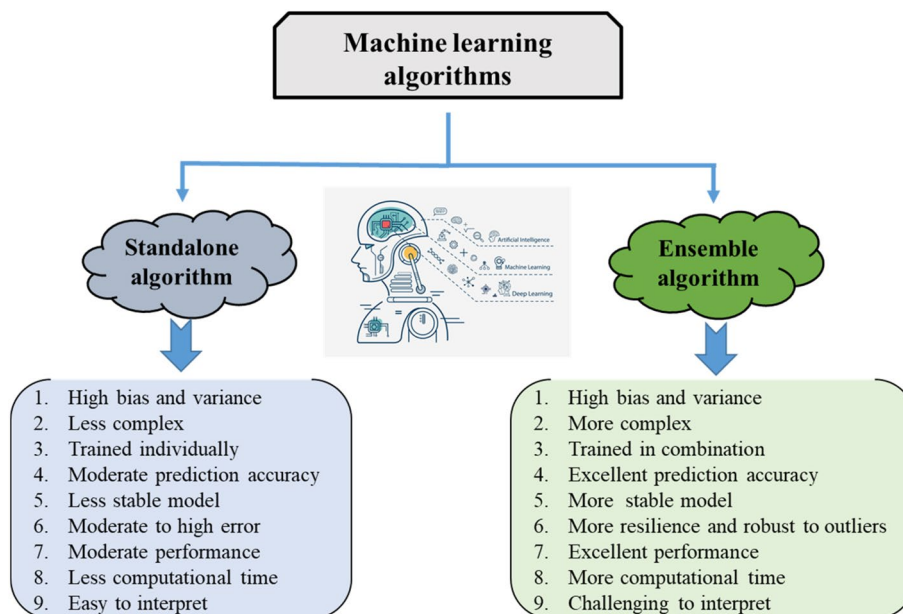 Machine learning
algorithms
Standalone
algorithm
Artificial Intelligence
Machine Learning
Deep Learning
Ensemble
algorithm
1. High bias and variance
2. Less complex
3. Trained individually
4. Moderate prediction accuracy
5. Less stable model
6. Moderate to high error
7. Moderate performance
8. Less computational time
9. Easy to interpret
1. High bias and variance
2. More complex
3. Trained in combination
4. Excellent prediction accuracy
5. More stable model
6. More resilience and robust to outliers
7. Excellent performance
8. More computational time
9. Challenging to interpret